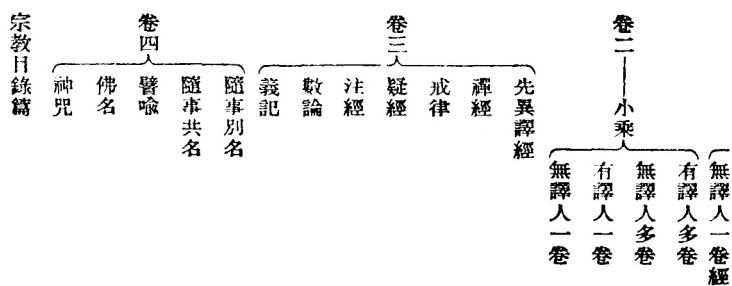 無譯人一卷經
卷二
小乘
有譯人多卷
無譯人多卷
有譯人一卷
無譯人一卷
卷三
先異譯經
禪經
戒律
疑經
注經
數論
義記
卷四
隨事別名
隨事共名
譬喻
佛名
神咒
宗教目錄篇